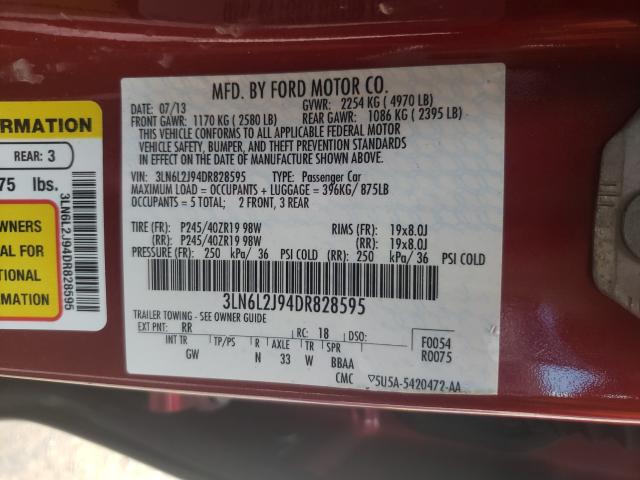 MFD. BY FORD MOTOR CO.
07/13 GVWR: 2254 KG ( 4970 LB)
FRONT GAWR: 1170 KG ( 2580 LB) REAR GAWR: 1086 KG ( 2395 LB)
THIS VEHICLE CONFORMS TO ALL APPLICABLE FEDERAL MOTOR
VEHICLE SAFETY, BUMPER, AND THEFT PREVENTION STANDARDS
IN EFFECT ON THE DATE OF MANUFACTURE SHOWN ABOVE.
VIN: 3LN6L2J94DR828595 TYPE: Passenger Car
MAXIMUM LOAD = OCCUPANTS + LUGGAGE = 396KG/ 875LB
OCCUPANTS = 5 TOTAL; 2 FRONT, 3 REAR
TIRE (FR): P245/40ZR19 98W RIMS (FR): 19x8.0J
(RR): P245/40ZR19 98W (RR): 19x8.0J
PRESSURE (FR): 250 kPa/ 36 PSI COLD (RR): 250 kPa/ 36 PSI COLD
3LN6L2J94DR828595
TRAILER TOWING - SEE OWNER GUIDE
EXT PNT: RR RC: 18 DSO: F0054
INT TR TP/PS R AXLE TR SPR R0075
GW N 33 W BBAA
CMC ▽5U5A-5420472-AA
ORMATION
REAR: 3
75 lbs.
WNERS
AL FOR
TIONAL
RMATION
3LN6L2J94DR828595